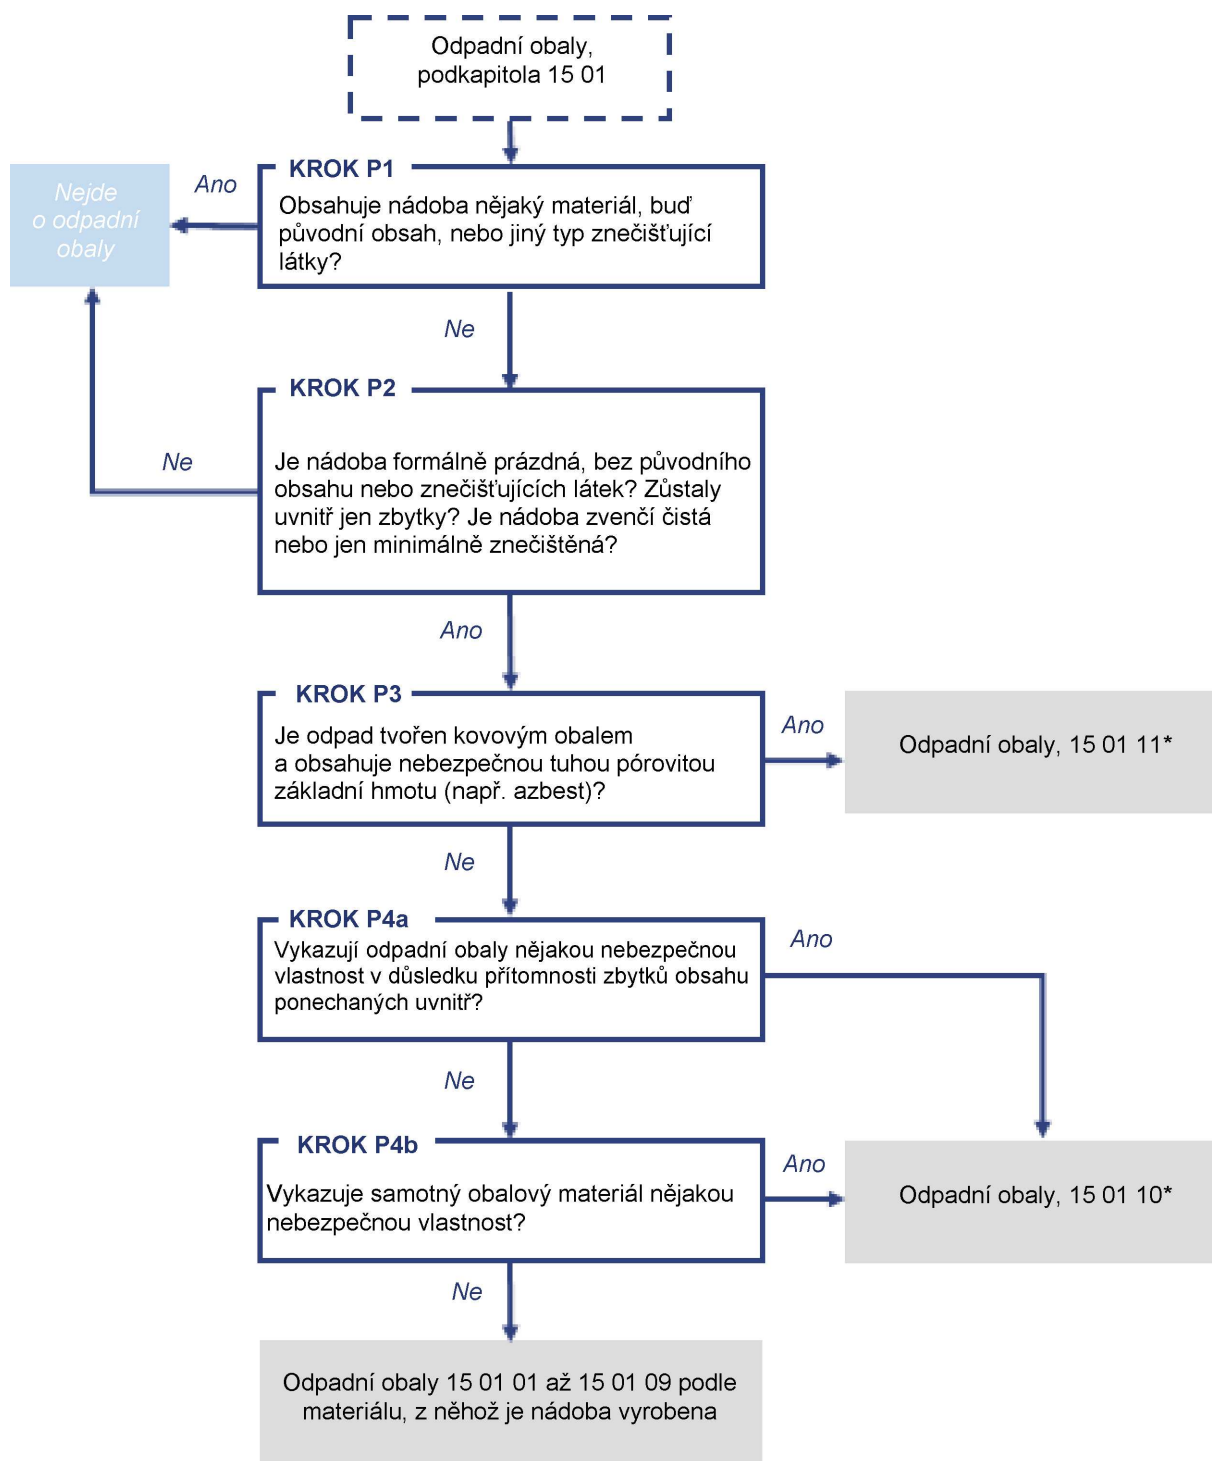 Odpadní obaly,
podkapitola 15 01
KROK P1
Nejde
o odpadní
obaly
Ano
Obsahuje nádoba nějaký materiál, buď
původní obsah, nebo jiný typ znečišťující
látky?
Ne
KROK P2
Ne
Je nádoba formálně prázdná, bez původního
obsahu nebo znečišťujících látek? Zůstaly
uvnitř jen zbytky? Je nádoba zvenčí čistá
nebo jen minimálně znečištěná?
Ano
KROK P3
Je odpad tvořen kovovým obalem
a obsahuje nebezpečnou tuhou pórovitou
základní hmotu (např. azbest)?
Ano
Odpadní obaly, 15 01 11*
Ne
KROK P4a
Vykazují odpadní obaly nějakou nebezpečnou
vlastnost v důsledku přítomnosti zbytků obsahu
ponechaných uvnitř?
Ano
Ne
KROK P4b
Vykazuje samotný obalový materiál nějakou
nebezpečnou vlastnost?
Ano
Odpadní obaly, 15 01 10*
Ne
Odpadní obaly 15 01 01 až 15 01 09 podle
materiálu, z něhož je nádoba vyrobena